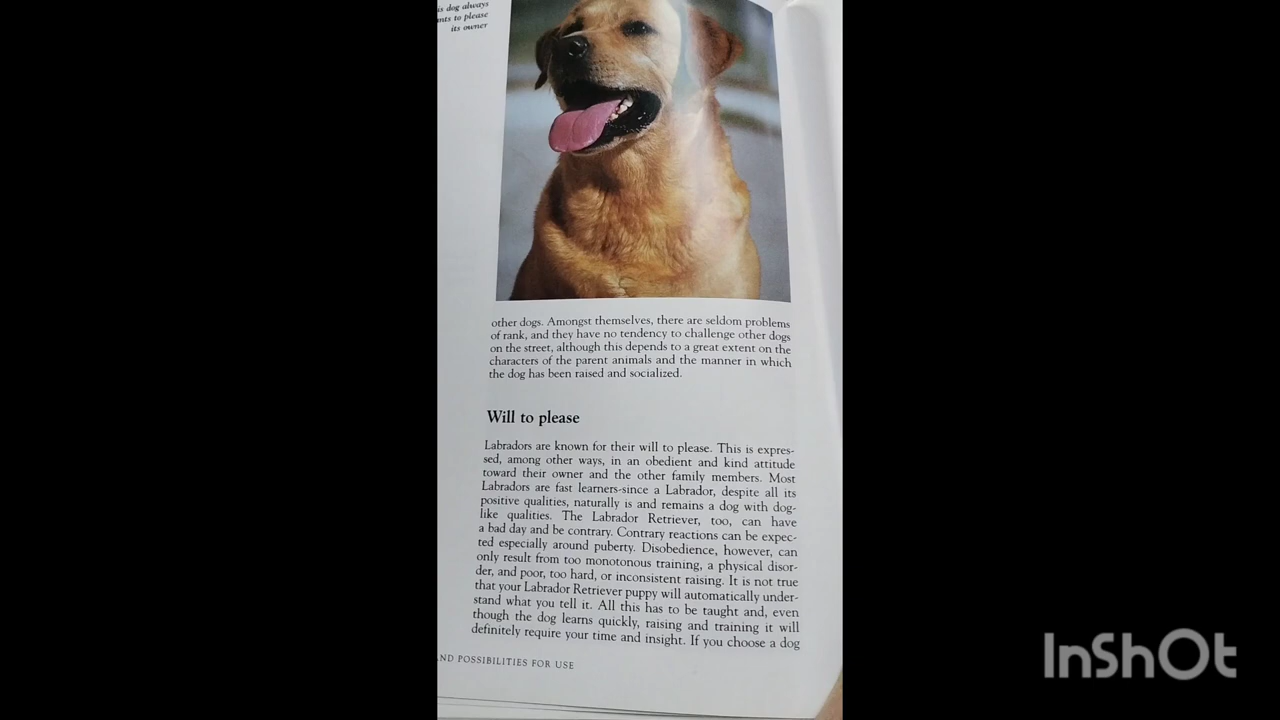 is dog always
nts to please
its owner
other dogs. Amongst themselves, there are seldom problems
of rank, and they have no tendency to challenge other dogs
on the street, although this depends to a great extent on the
characters of the parent animals and the manner in which
the dog has been raised and socialized.
Will to please
Labradors are known for their will to please. This is expres-
sed, among other ways, in an obedient and kind attitude
toward their owner and the other family members. Most
Labradors are fast learners-since a Labrador, despite all its
positive qualities, naturally is and remains a dog with dog-
like qualities. The Labrador Retriever, too, can have
a bad day and be contrary. Contrary reactions can be expec-
ted especially around puberty. Disobedience, however, can
only result from too monotonous training, a physical disor-
der, and poor, too hard, or inconsistent raising. It is not true
that your Labrador Retriever puppy will automatically under-
stand what you tell it. All this has to be taught and, even
though the dog learns quickly, raising and training it will
definitely require your time and insight. If you choose a dog
ND POSSIBILITIES FOR USE
InShOt